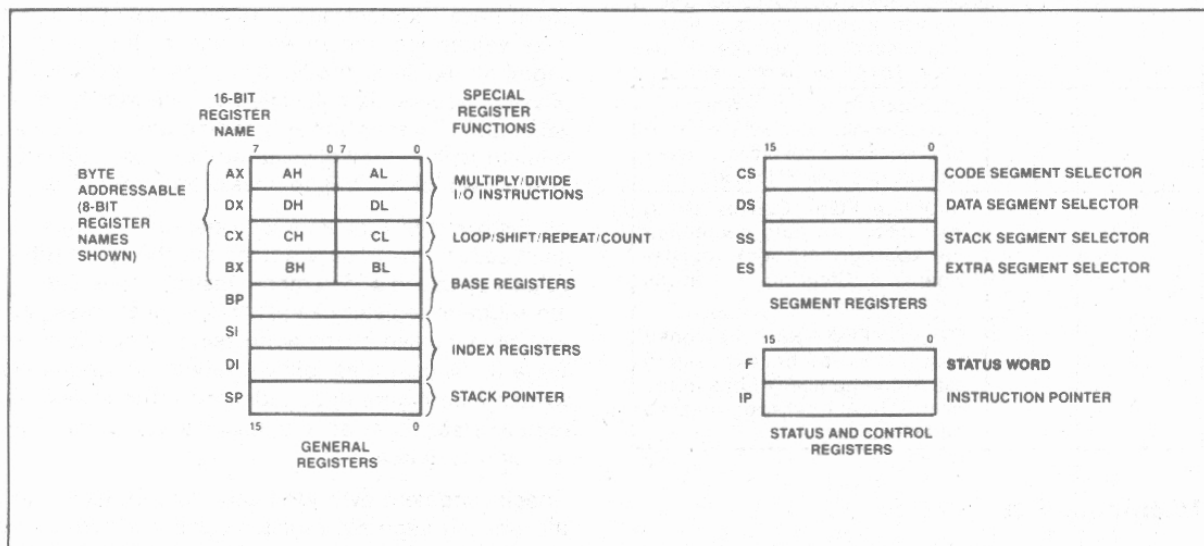 16-BIT
REGISTER
NAME
SPECIAL
REGISTER
FUNCTIONS
7 0 7 0
BYTE
ADDRESSABLE
(8-BIT
REGISTER
NAMES
SHOWN)
AX AH AL
DX DH DL
MULTIPLY/DIVIDE
I/O INSTRUCTIONS
CX CH CL LOOP/SHIFT/REPEAT/COUNT
BX BH BL
BP
BASE REGISTERS
SI
DI
INDEX REGISTERS
SP STACK POINTER
15 0
GENERAL
REGISTERS
15 0
CS CODE SEGMENT SELECTOR
DS DATA SEGMENT SELECTOR
SS STACK SEGMENT SELECTOR
ES EXTRA SEGMENT SELECTOR
SEGMENT REGISTERS
15 0
F STATUS WORD
IP INSTRUCTION POINTER
STATUS AND CONTROL
REGISTERS